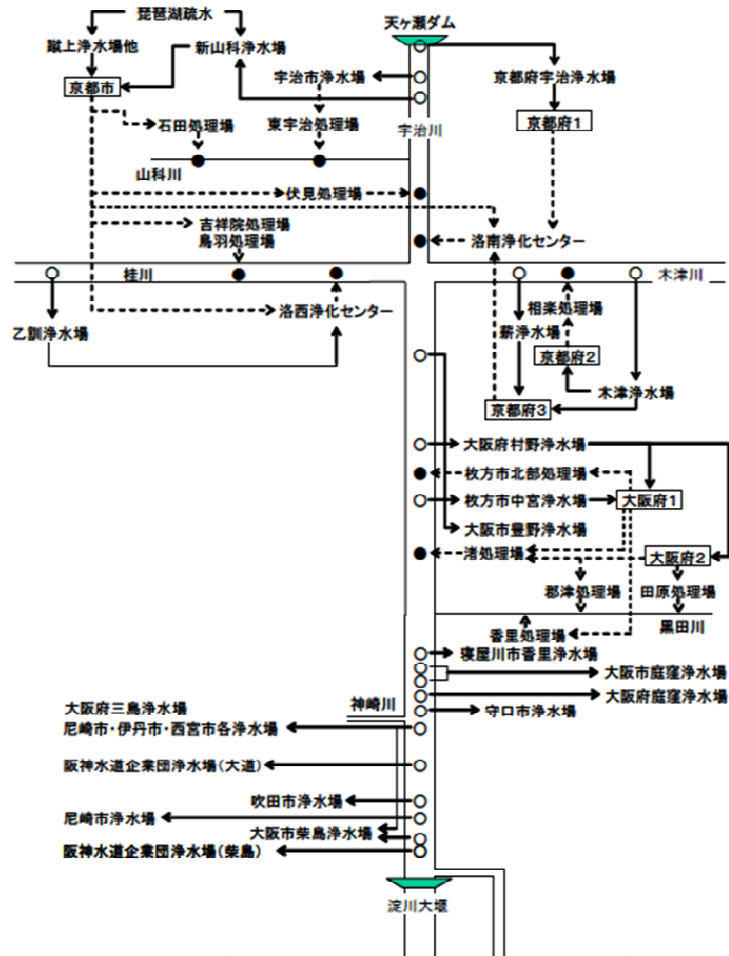 琵琶湖疏水
天ヶ瀬ダム
蹴上浄水場他
新山科浄水場
宇治市浄水場
京都府宇治浄水場
京都市
京都府1
石田処理場
東宇治処理場
宇治川
山科川
伏見処理場
吉祥院処理場
鳥羽処理場
洛南浄化センター
桂川
木津川
洛西浄化センター
相楽処理場
乙訓浄水場
薪浄水場
京都府2
木津浄水場
京都府3
大阪府村野浄水場
枚方市北部処理場
枚方市中宮浄水場
大阪府1
大阪市豊野浄水場
渚処理場
大阪府2
郡津処理場
田原処理場
香里処理場
黒田川
寝屋川市香里浄水場
大阪市庭窪浄水場
大阪府庭窪浄水場
神崎川
守口市浄水場
大阪府三島浄水場
尼崎市・伊丹市・西宮市各浄水場
阪神水道企業団浄水場(大道)
吹田市浄水場
尼崎市浄水場
大阪市柴島浄水場
阪神水道企業団浄水場(柴島)
淀川大堰